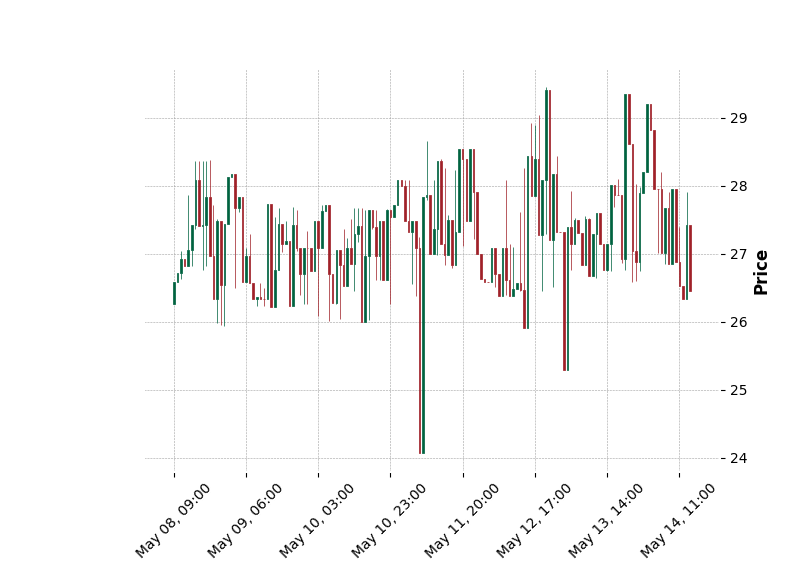 29
28
27
26
25
24
Price
May 08, 09:00
May 09, 06:00
May 10, 03:00
May 10, 23:00
May 11, 20:00
May 12, 17:00
May 13, 14:00
May 14, 11:00